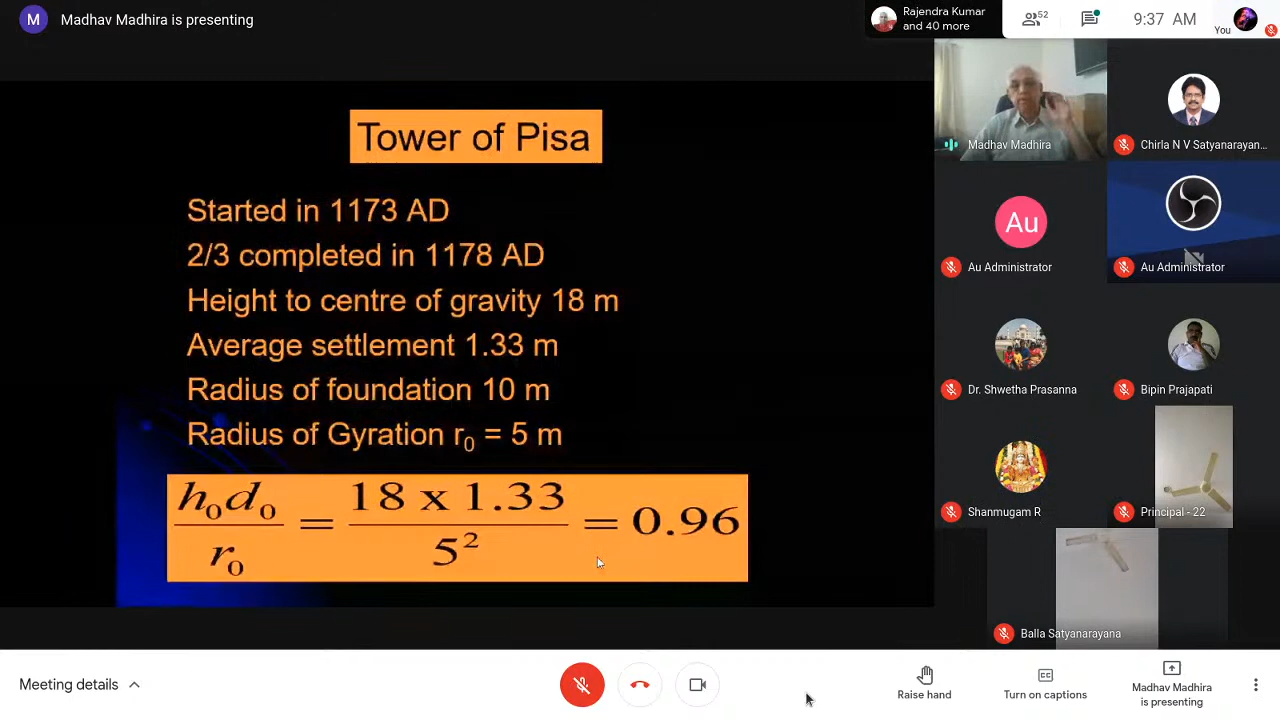 M Madhav Madhira is presenting
Rajendra Kumar
and 40 more
52
9:37 AM
You
Tower of Pisa
Started in 1173 AD
2/3 completed in 1178 AD
Height to centre of gravity 18 m
Average settlement 1.33 m
Radius of foundation 10 m
Radius of Gyration r₀ = 5 m
h₀d₀ / r₀ = 18 x 1.33 / 5² = 0.96
Madhav Madhira
Chirla N V Satyanarayan...
Au
Au Administrator
Au Administrator
Dr. Shwetha Prasanna
Bipin Prajapati
Shanmugam R
Principal - 22
Balla Satyanarayana
Meeting details
Raise hand
CC
Turn on captions
Madhav Madhira
is presenting